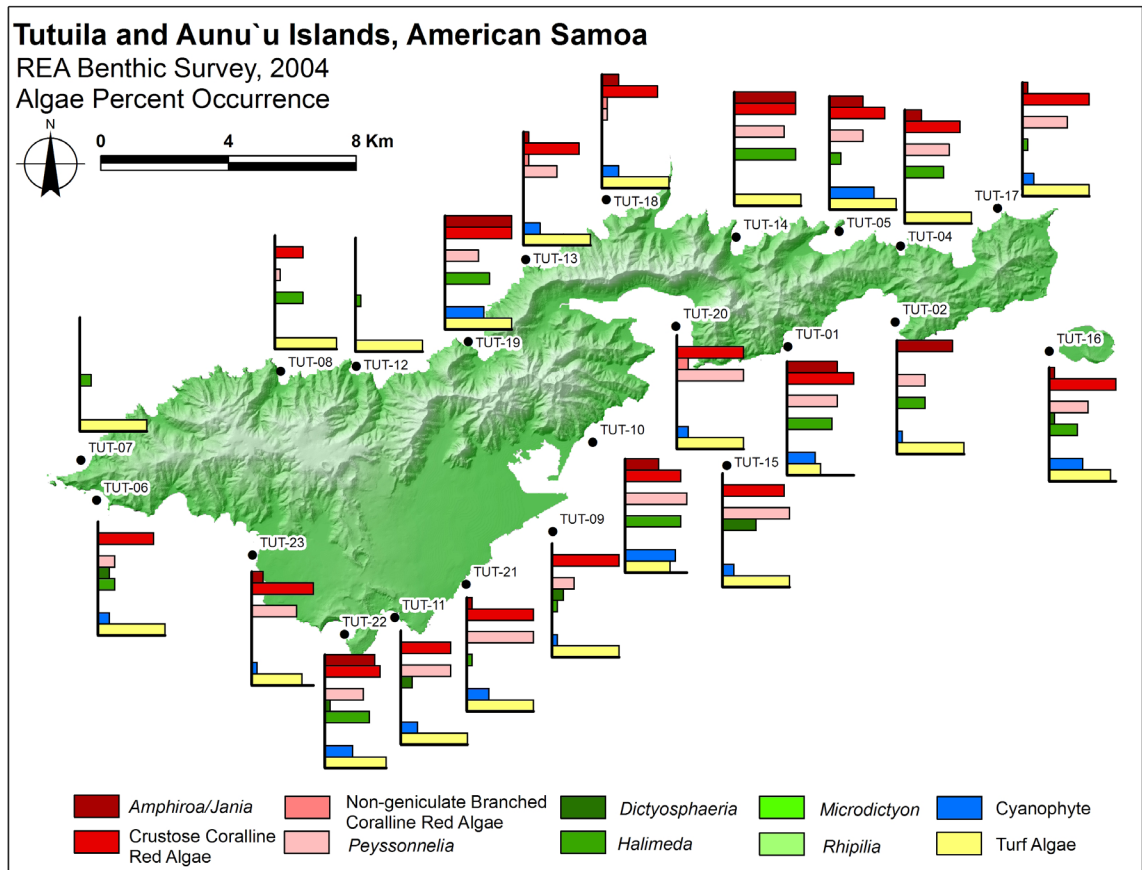 Tutuila and Aunu`u Islands, American Samoa
REA Benthic Survey, 2004
Algae Percent Occurrence
N
0 4 8 Km
TUT-18
TUT-14
TUT-05
TUT-17
TUT-04
TUT-13
TUT-20
TUT-02
TUT-01
TUT-16
TUT-19
TUT-08
TUT-12
TUT-10
TUT-07
TUT-15
TUT-06
TUT-09
TUT-23
TUT-21
TUT-11
TUT-22
Amphiroa/Jania
Crustose Coralline
Red Algae
Non-geniculate Branched
Coralline Red Algae
Peyssonnelia
Dictyosphaeria
Halimeda
Microdictyon
Rhipilia
Cyanophyte
Turf Algae